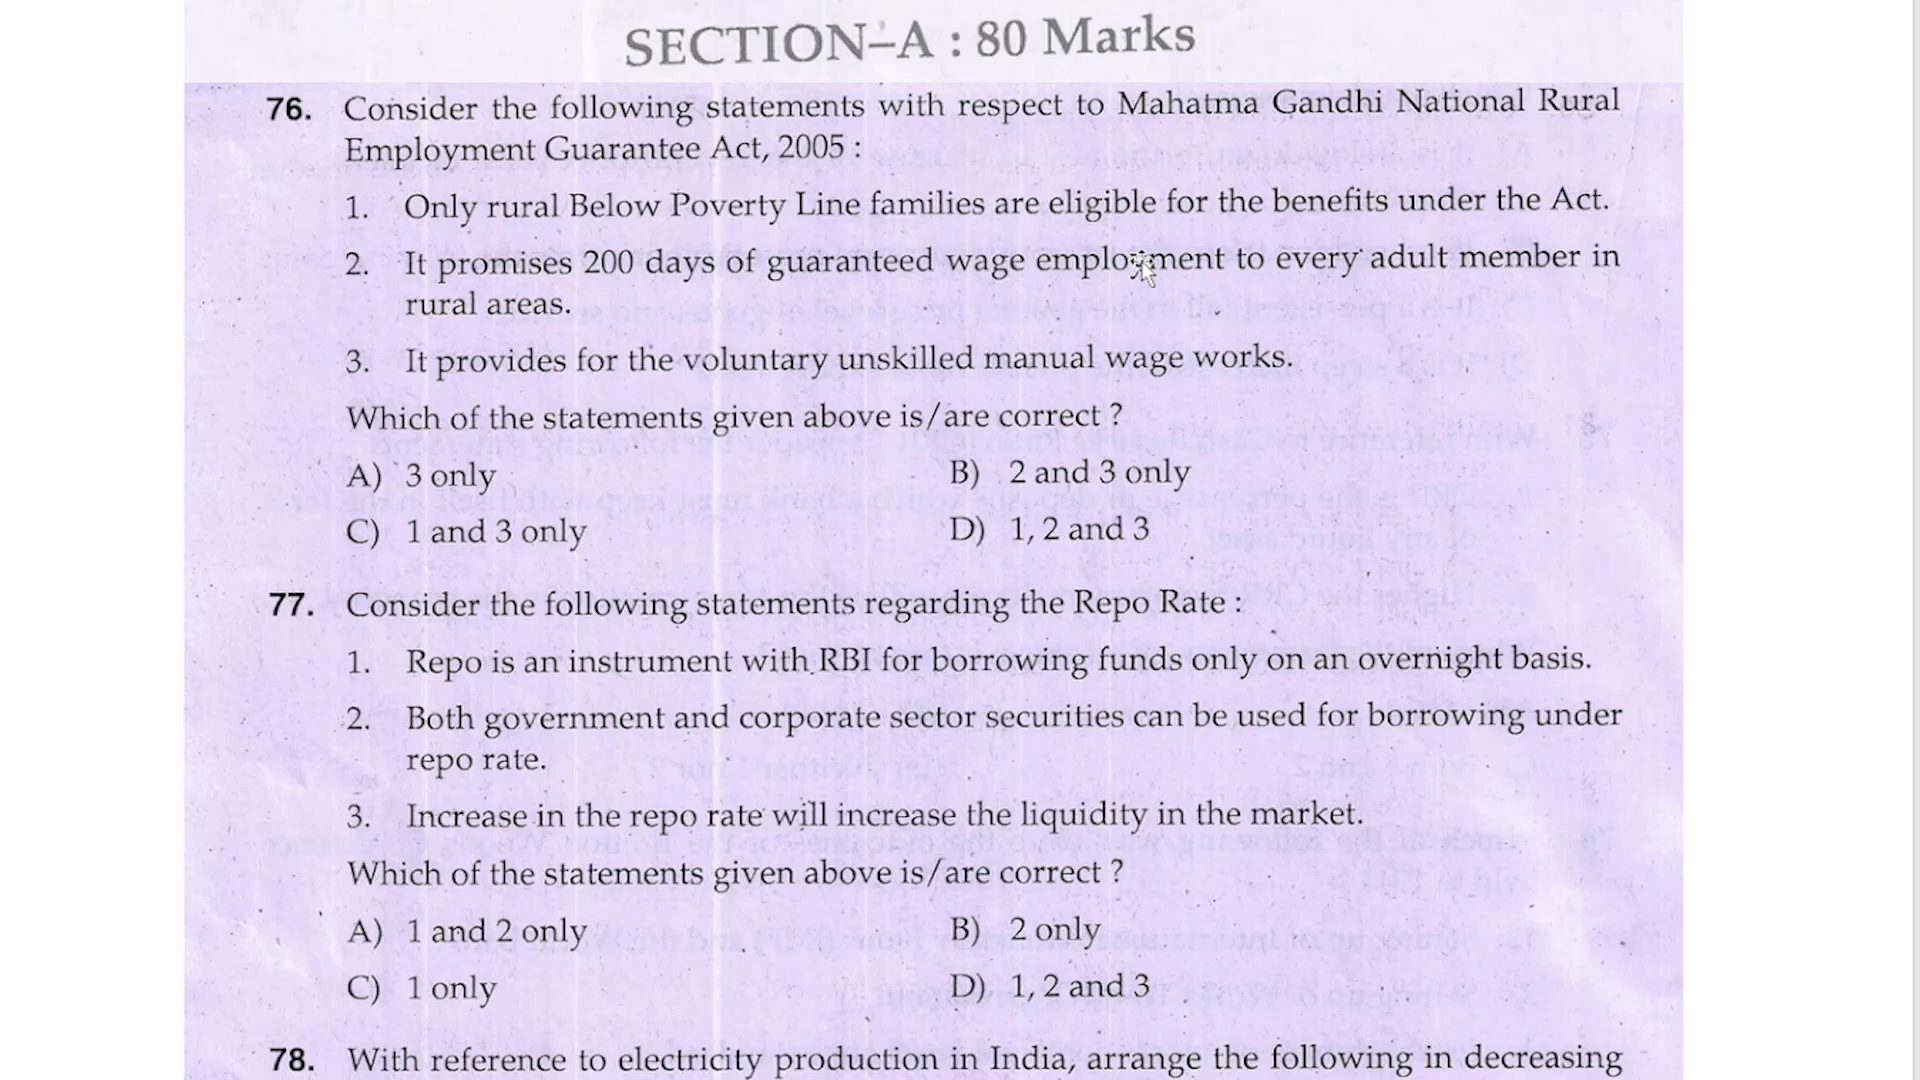 SECTION–A : 80 Marks
76. Consider the following statements with respect to Mahatma Gandhi National Rural
Employment Guarantee Act, 2005 :
1. Only rural Below Poverty Line families are eligible for the benefits under the Act.
2. It promises 200 days of guaranteed wage employment to every adult member in
rural areas.
3. It provides for the voluntary unskilled manual wage works.
Which of the statements given above is/are correct ?
A) 3 only B) 2 and 3 only
C) 1 and 3 only D) 1, 2 and 3
77. Consider the following statements regarding the Repo Rate :
1. Repo is an instrument with RBI for borrowing funds only on an overnight basis.
2. Both government and corporate sector securities can be used for borrowing under
repo rate.
3. Increase in the repo rate will increase the liquidity in the market.
Which of the statements given above is/are correct ?
A) 1 and 2 only B) 2 only
C) 1 only D) 1, 2 and 3
78. With reference to electricity production in India, arrange the following in decreasing